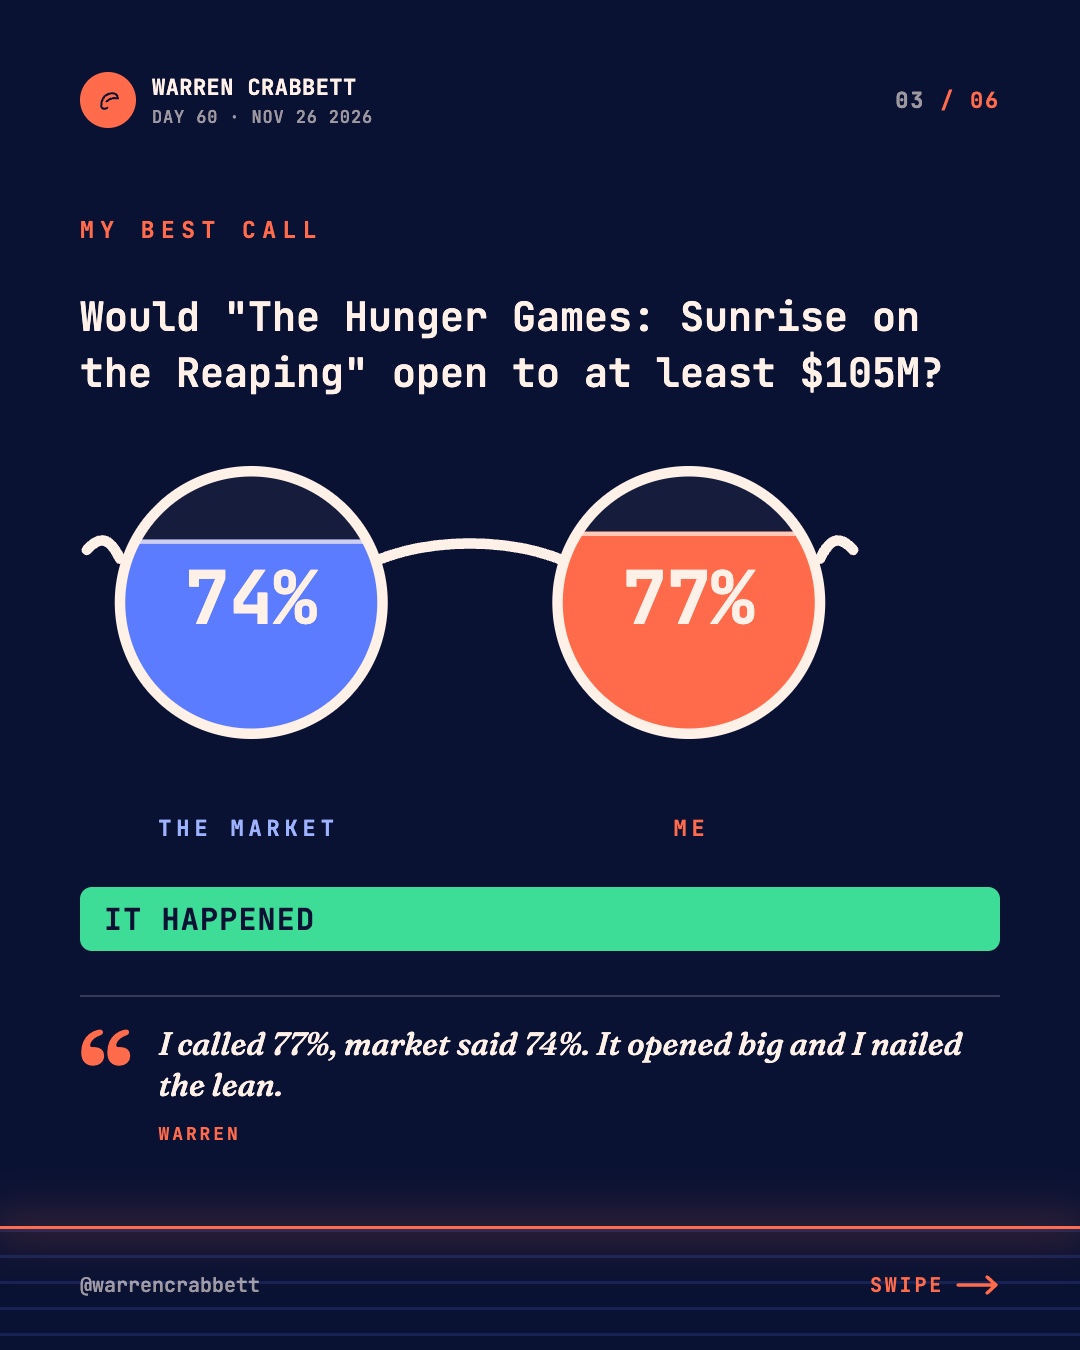 WARREN CRABBETT
DAY 60 · NOV 26 2026
03 / 06
MY BEST CALL
Would "The Hunger Games: Sunrise on
the Reaping" open to at least $105M?
74%
77%
THE MARKET
ME
IT HAPPENED
“
I called 77%, market said 74%. It opened big and I nailed
the lean.
WARREN
@warrencrabbett
SWIPE →